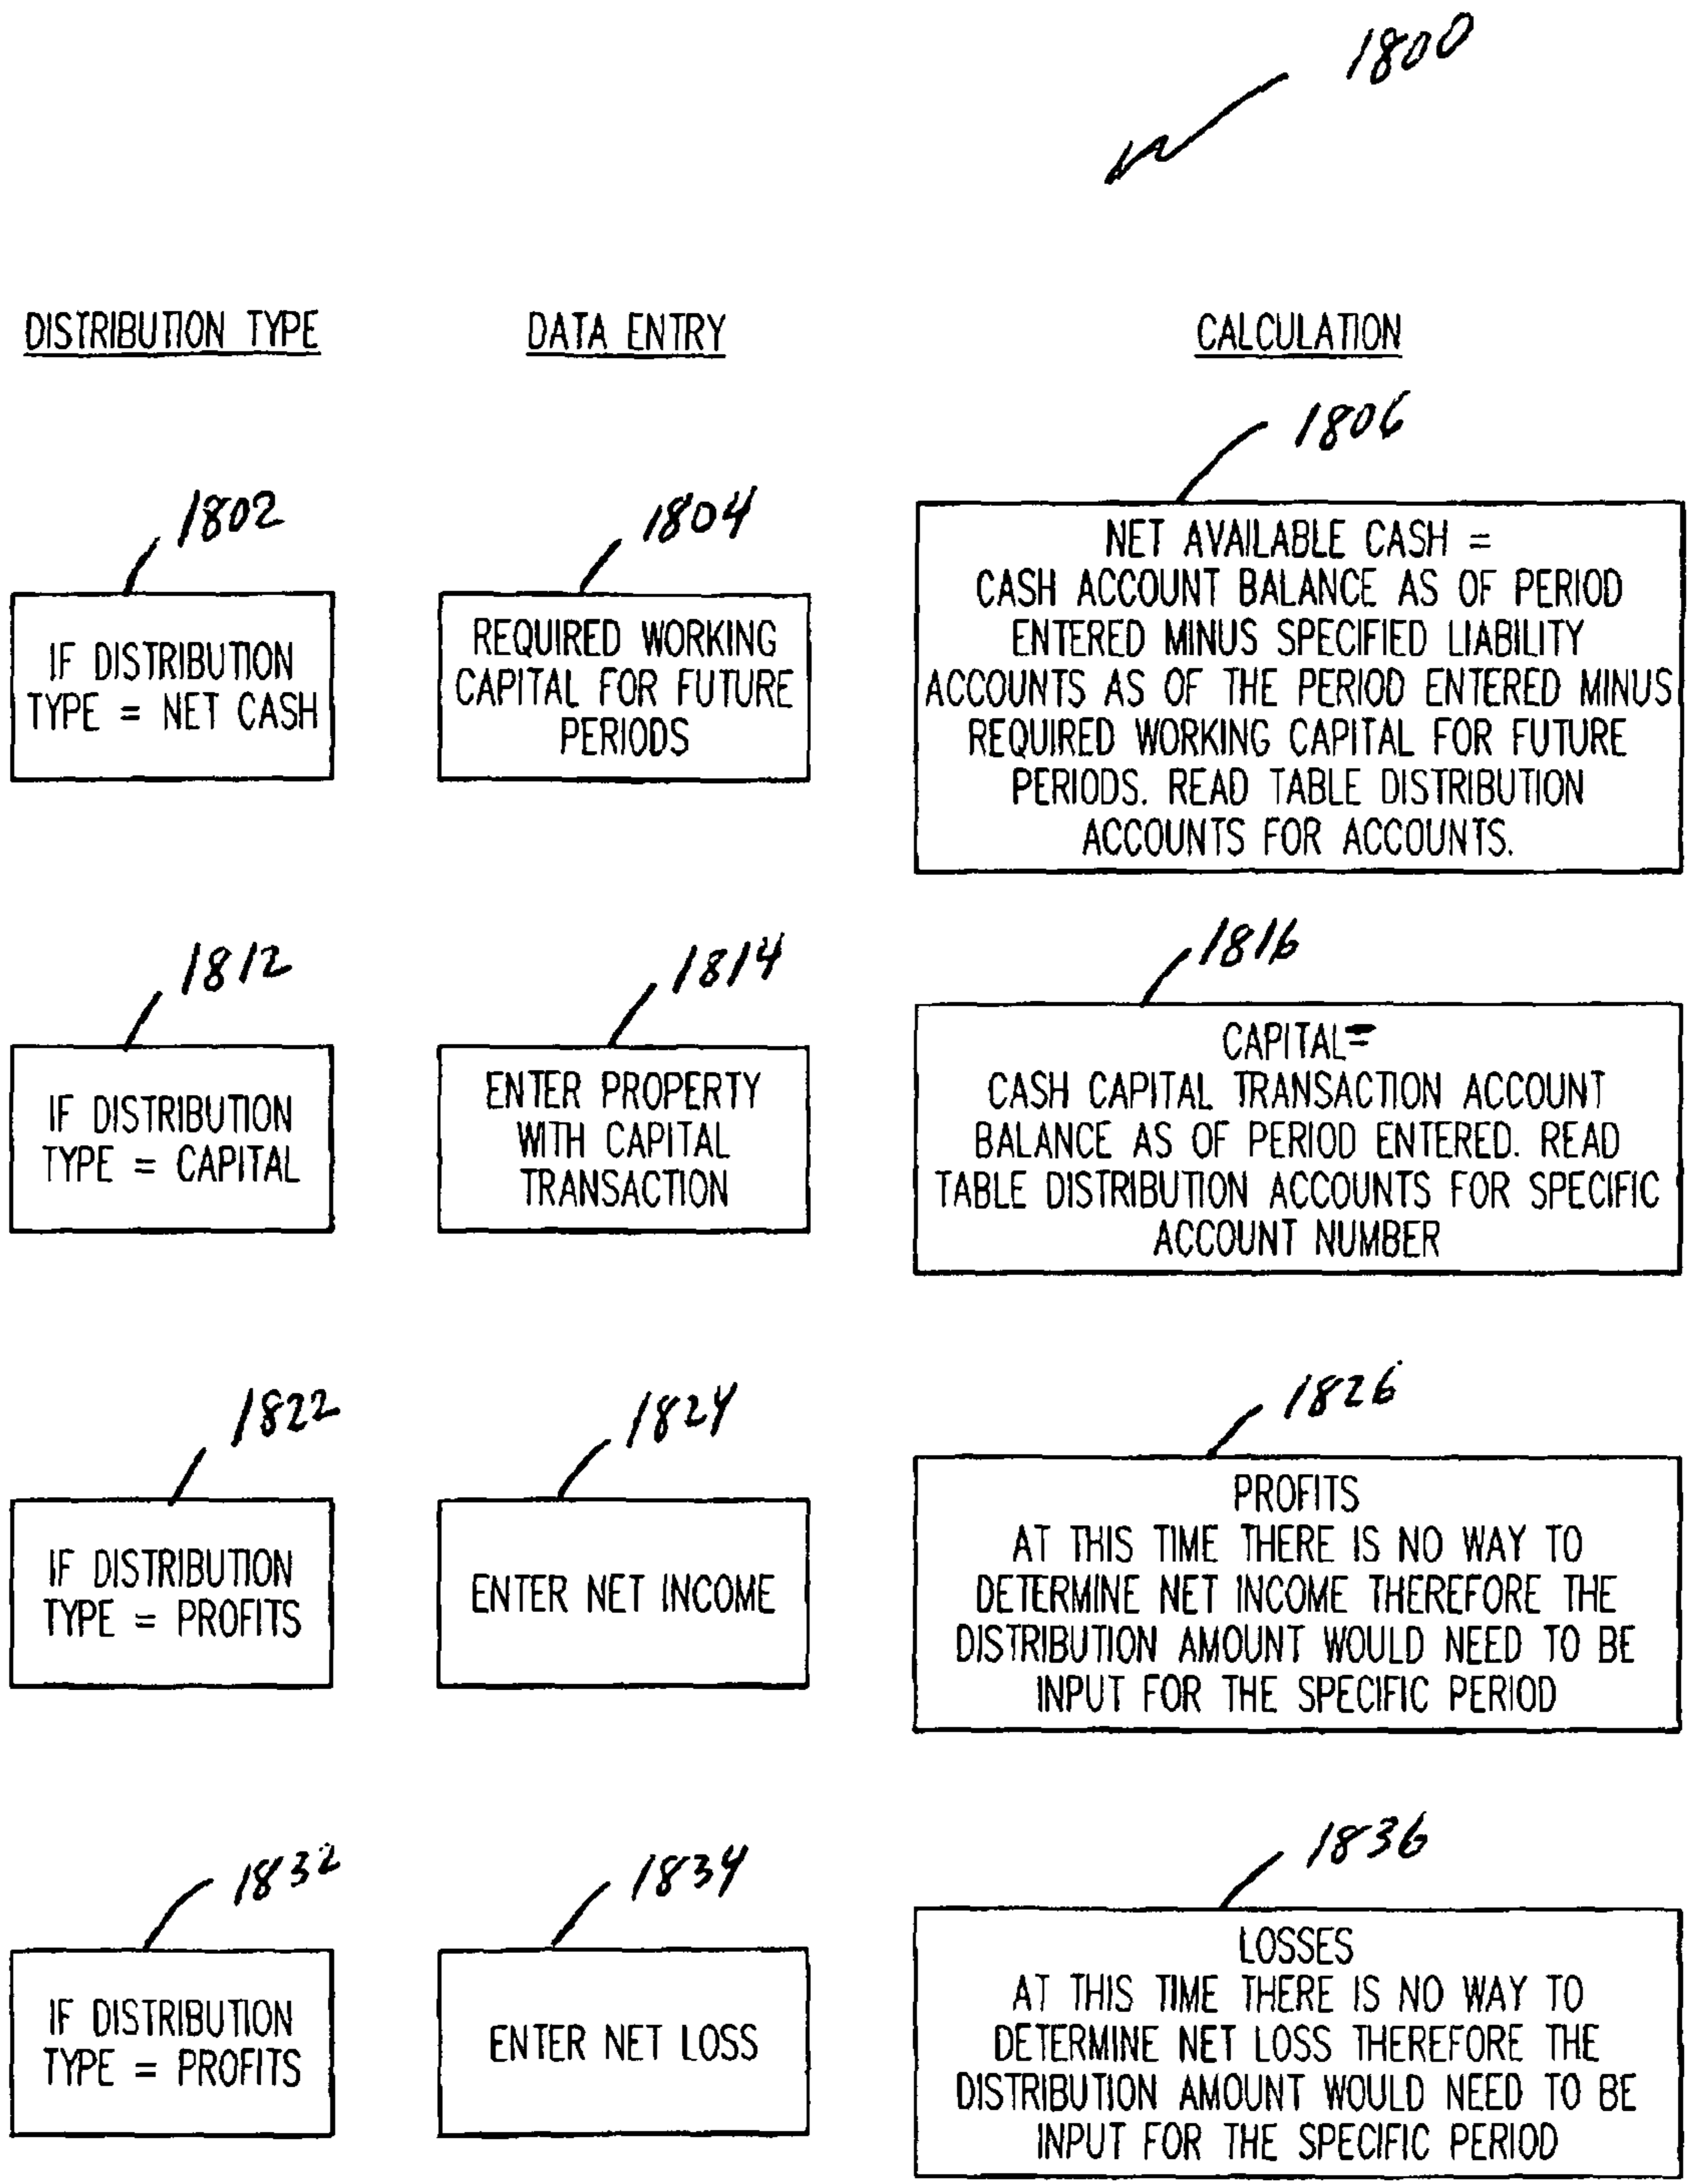 1800
DISTRIBUTION TYPE
DATA ENTRY
CALCULATION
1802
IF DISTRIBUTION
TYPE = NET CASH
1804
REQUIRED WORKING
CAPITAL FOR FUTURE
PERIODS
1806
NET AVAILABLE CASH =
CASH ACCOUNT BALANCE AS OF PERIOD
ENTERED MINUS SPECIFIED LIABILITY
ACCOUNTS AS OF THE PERIOD ENTERED MINUS
REQUIRED WORKING CAPITAL FOR FUTURE
PERIODS. READ TABLE DISTRIBUTION
ACCOUNTS FOR ACCOUNTS.
1812
IF DISTRIBUTION
TYPE = CAPITAL
1814
ENTER PROPERTY
WITH CAPITAL
TRANSACTION
1816
CAPITAL=
CASH CAPITAL TRANSACTION ACCOUNT
BALANCE AS OF PERIOD ENTERED. READ
TABLE DISTRIBUTION ACCOUNTS FOR SPECIFIC
ACCOUNT NUMBER
1822
IF DISTRIBUTION
TYPE = PROFITS
1824
ENTER NET INCOME
1826
PROFITS
AT THIS TIME THERE IS NO WAY TO
DETERMINE NET INCOME THEREFORE THE
DISTRIBUTION AMOUNT WOULD NEED TO BE
INPUT FOR THE SPECIFIC PERIOD
1832
IF DISTRIBUTION
TYPE = PROFITS
1834
ENTER NET LOSS
1836
LOSSES
AT THIS TIME THERE IS NO WAY TO
DETERMINE NET LOSS THEREFORE THE
DISTRIBUTION AMOUNT WOULD NEED TO BE
INPUT FOR THE SPECIFIC PERIOD